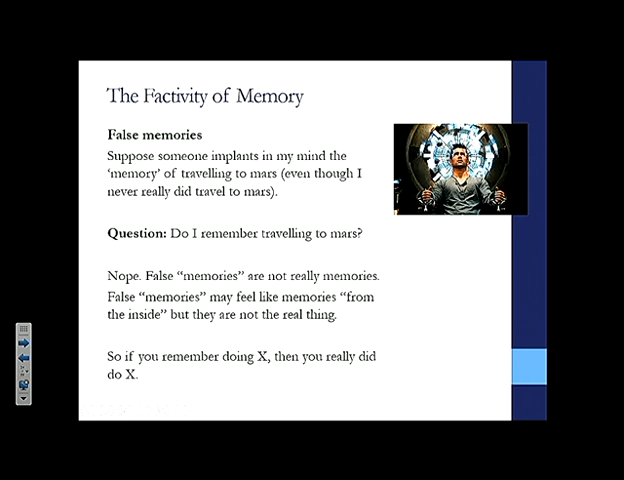 The Factivity of Memory
False memories
Suppose someone implants in my mind the
‘memory’ of travelling to mars (even though I
never really did travel to mars).
Question: Do I remember travelling to mars?
Nope. False “memories” are not really memories.
False “memories” may feel like memories “from
the inside” but they are not the real thing.
So if you remember doing X, then you really did
do X.